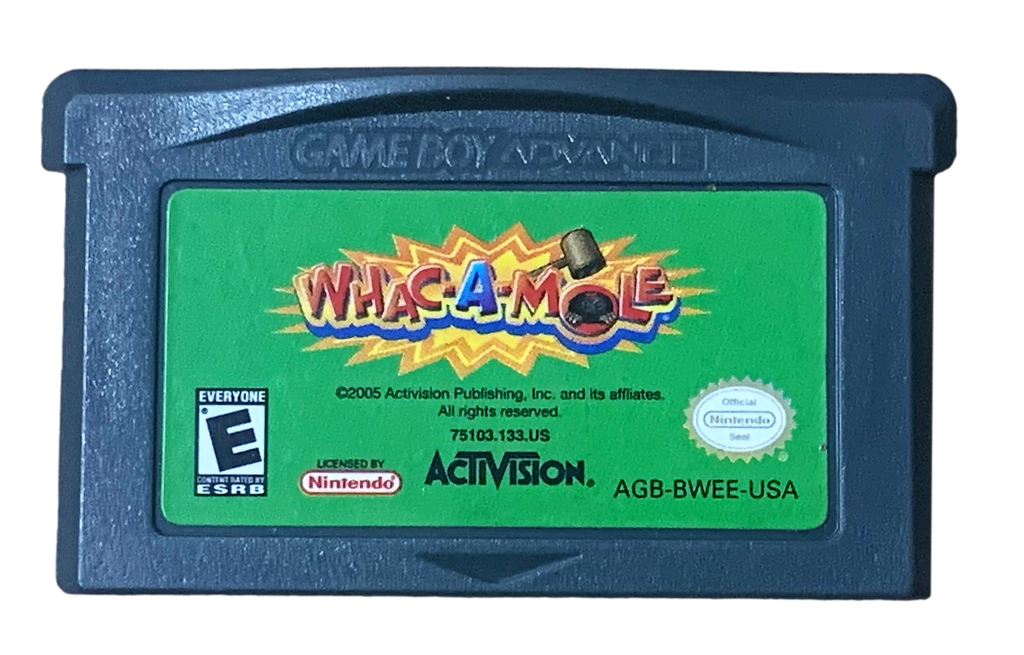 GAME BOY ADVANCE
WHAC-A-MOLE
©2005 Activision Publishing, Inc. and its affliates.
All rights reserved.
75103.133.US
EVERYONE
E
CONTENT RATED BY
ESRB
LICENSED BY
Nintendo®
ACTIVISION®
Official
Nintendo
Seal
®
AGB-BWEE-USA